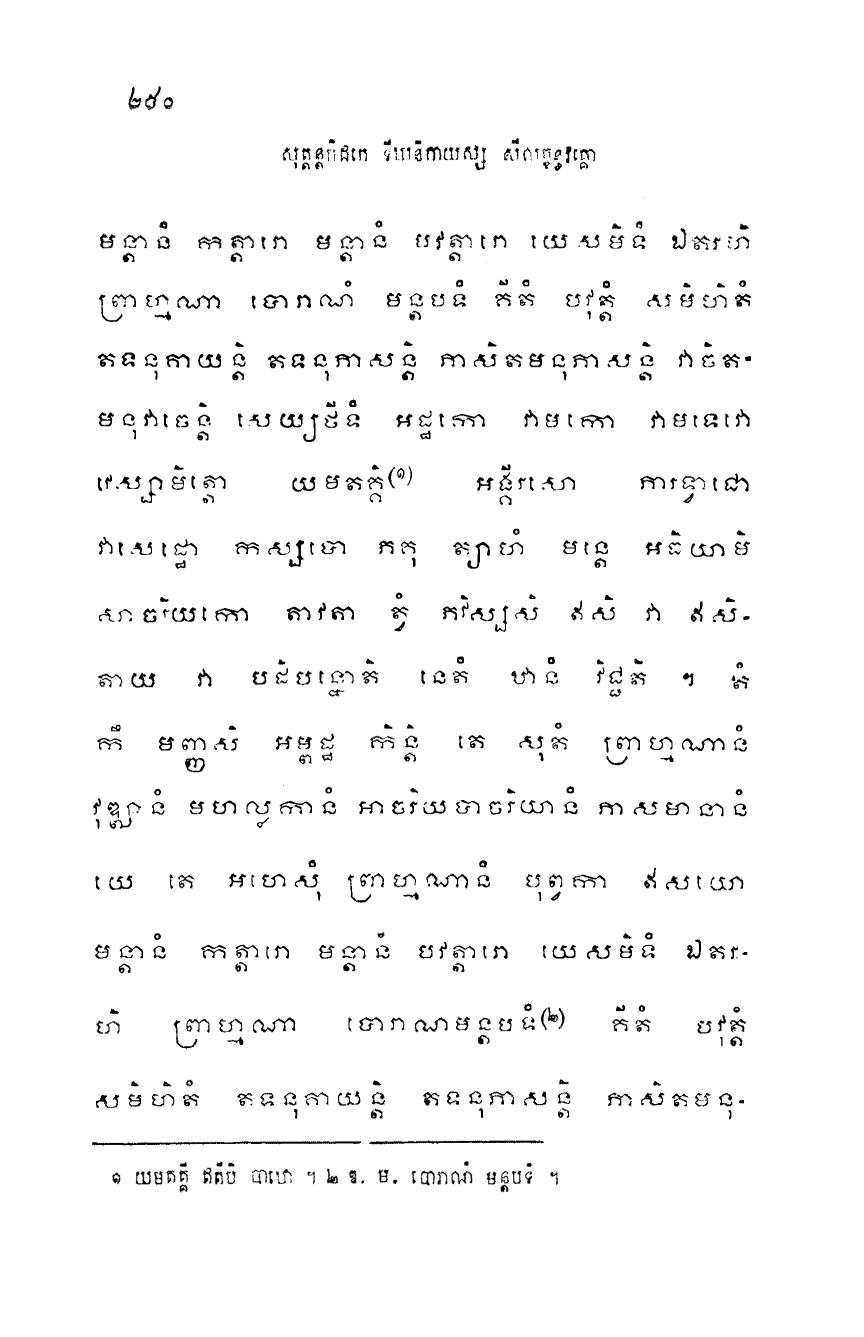 ២៩០
សុត្តន្តបិដកេ ទីឃនិកាយស្ស សីលក្ខន្ធវគ្គោ
មន្តានំ កត្តារោ មន្តានំ បវត្តារោ យេសមិទំ ឯតរហិ
ព្រាហ្មណា បោរាណំ មន្តបទំ គីតំ បវុត្តំ សមិហិតំ
តទនុគាយន្តិ តទនុភាសន្តិ ភាសិតមនុភាសន្តិ វាចិត-
មនុវាចេន្តិ សេយ្យថីទំ អដ្ឋកោ វាមកោ វាមទេវោ
វេស្សាមិត្តោ យមតគ្គិ(១) អង្គីរសោ ភារទ្វាជោ
វាសេដ្ឋោ កស្សបោ ភគុ ត្យាហំ មន្តេ អធិយាមិ
សាចរិយកោ តាវតា ត្វំ ភវិស្សសិ ឥសិ វា ឥសិ-
តាយ វា បដិបន្នោតិ នេតំ ឋានំ វិជ្ជតិ ។ តំ
កឹ មញ្ញសិ អម្ពដ្ឋ កិន្តិ តេ សុតំ ព្រាហ្មណានំ
វុឌ្ឍានំ មហល្លកានំ អាចរិយបាចរិយានំ ភាសមានានំ
យេ តេ អហេសុំ ព្រាហ្មណានំ បុព្វកា ឥសយោ
មន្តានំ កត្តារោ មន្តានំ បវត្តារោ យេសមិទំ ឯតរ-
ហិ ព្រាហ្មណា បោរាណមន្តបទំ(២) គីតំ បវុត្តំ
សមិហិតំ តទនុគាយន្តិ តទនុភាសន្តិ ភាសិតមនុ-
១ យមតគ្គី ឥតិបិ បាឋោ ។ ២ ឱ. ម. បោរាណំ មន្តបទំ ។